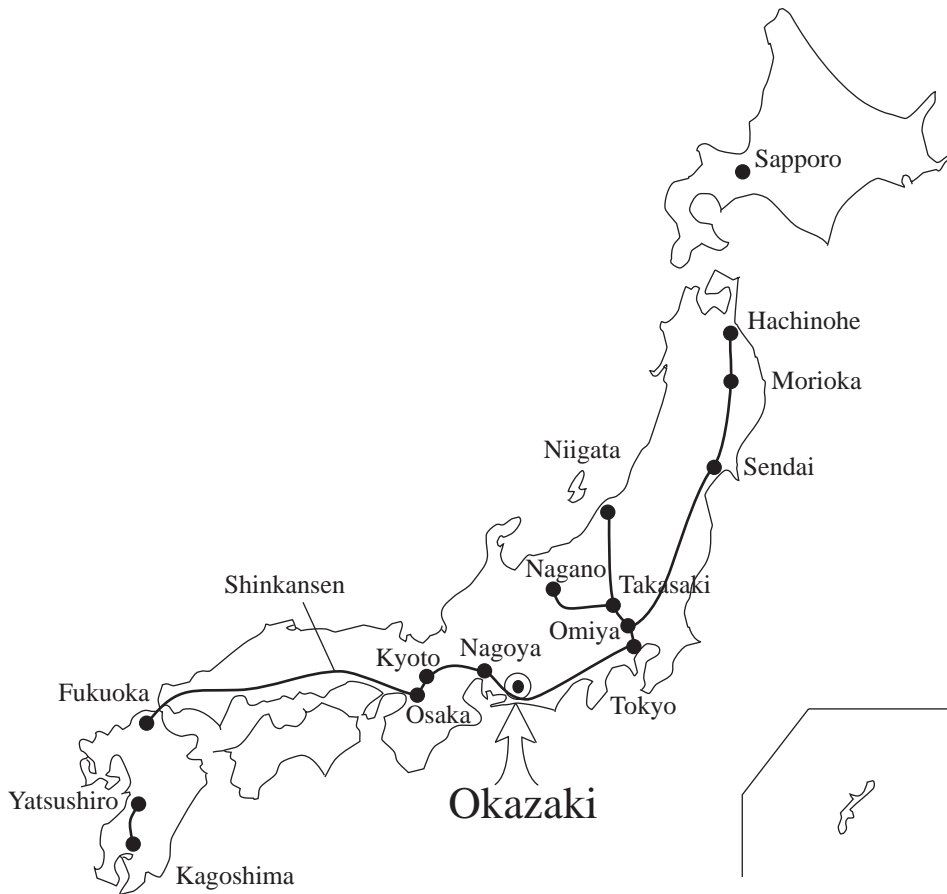 Sapporo
Hachinohe
Morioka
Niigata
Sendai
Nagano
Takasaki
Shinkansen
Omiya
Nagoya
Kyoto
Fukuoka
Osaka
Tokyo
Yatsushiro
Okazaki
Kagoshima